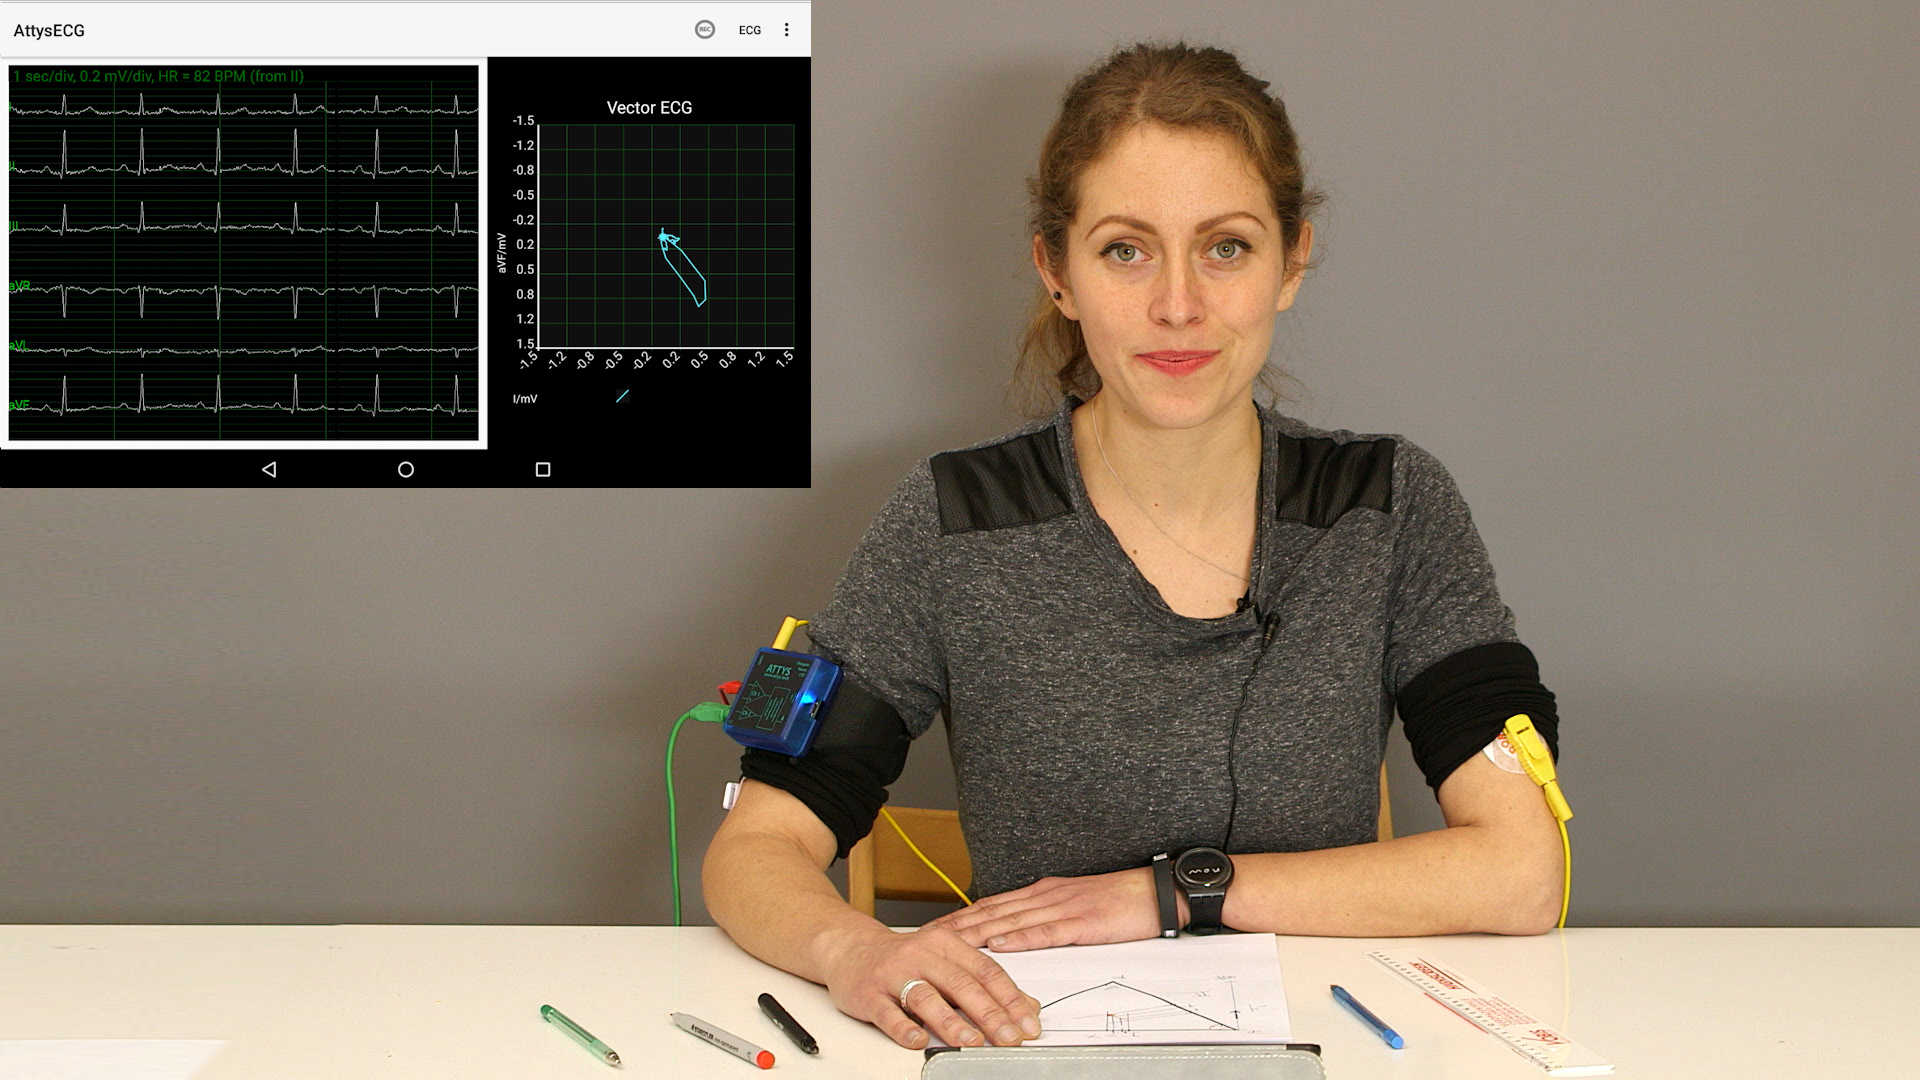 AttysECG
REC
ECG
1 sec/div, 0.2 mV/div, HR = 82 BPM (from II)
I
II
III
aVR
aVL
aVF
Vector ECG
-1.5
-1.2
-0.8
-0.5
-0.2
0.2
0.5
0.8
1.2
1.5
aVF/mV
-1.5
-1.2
-0.8
-0.5
-0.2
0.2
0.5
0.8
1.2
1.5
I/mV
ATTYS
now
STAEDTLER